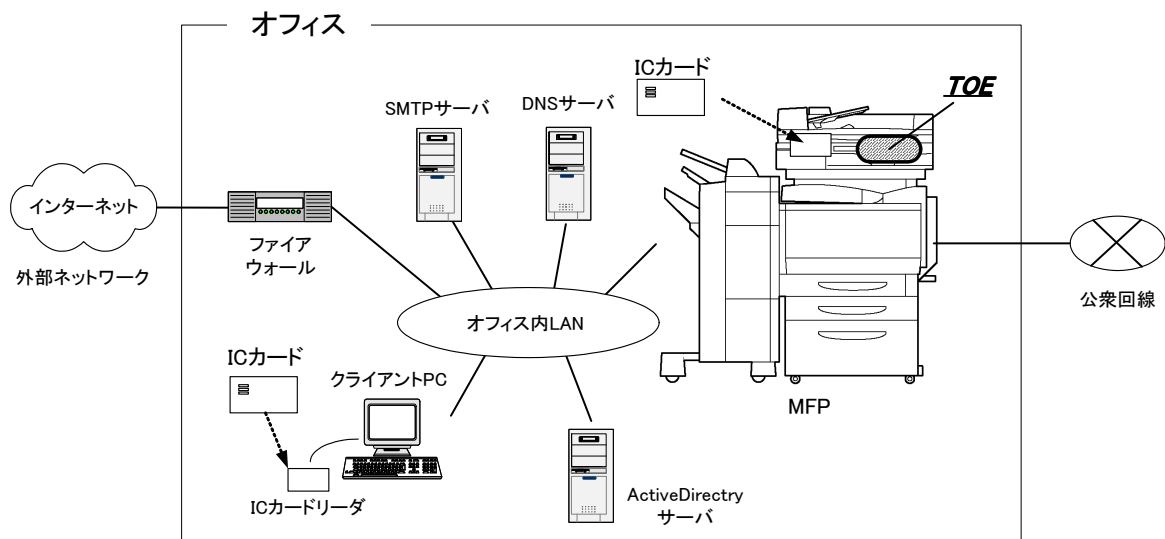 オフィス
ICカード
TOE
SMTPサーバ
DNSサーバ
インターネット
外部ネットワーク
ファイア
ウォール
オフィス内LAN
公衆回線
MFP
ICカード
クライアントPC
ICカードリーダ
ActiveDirectry
サーバ